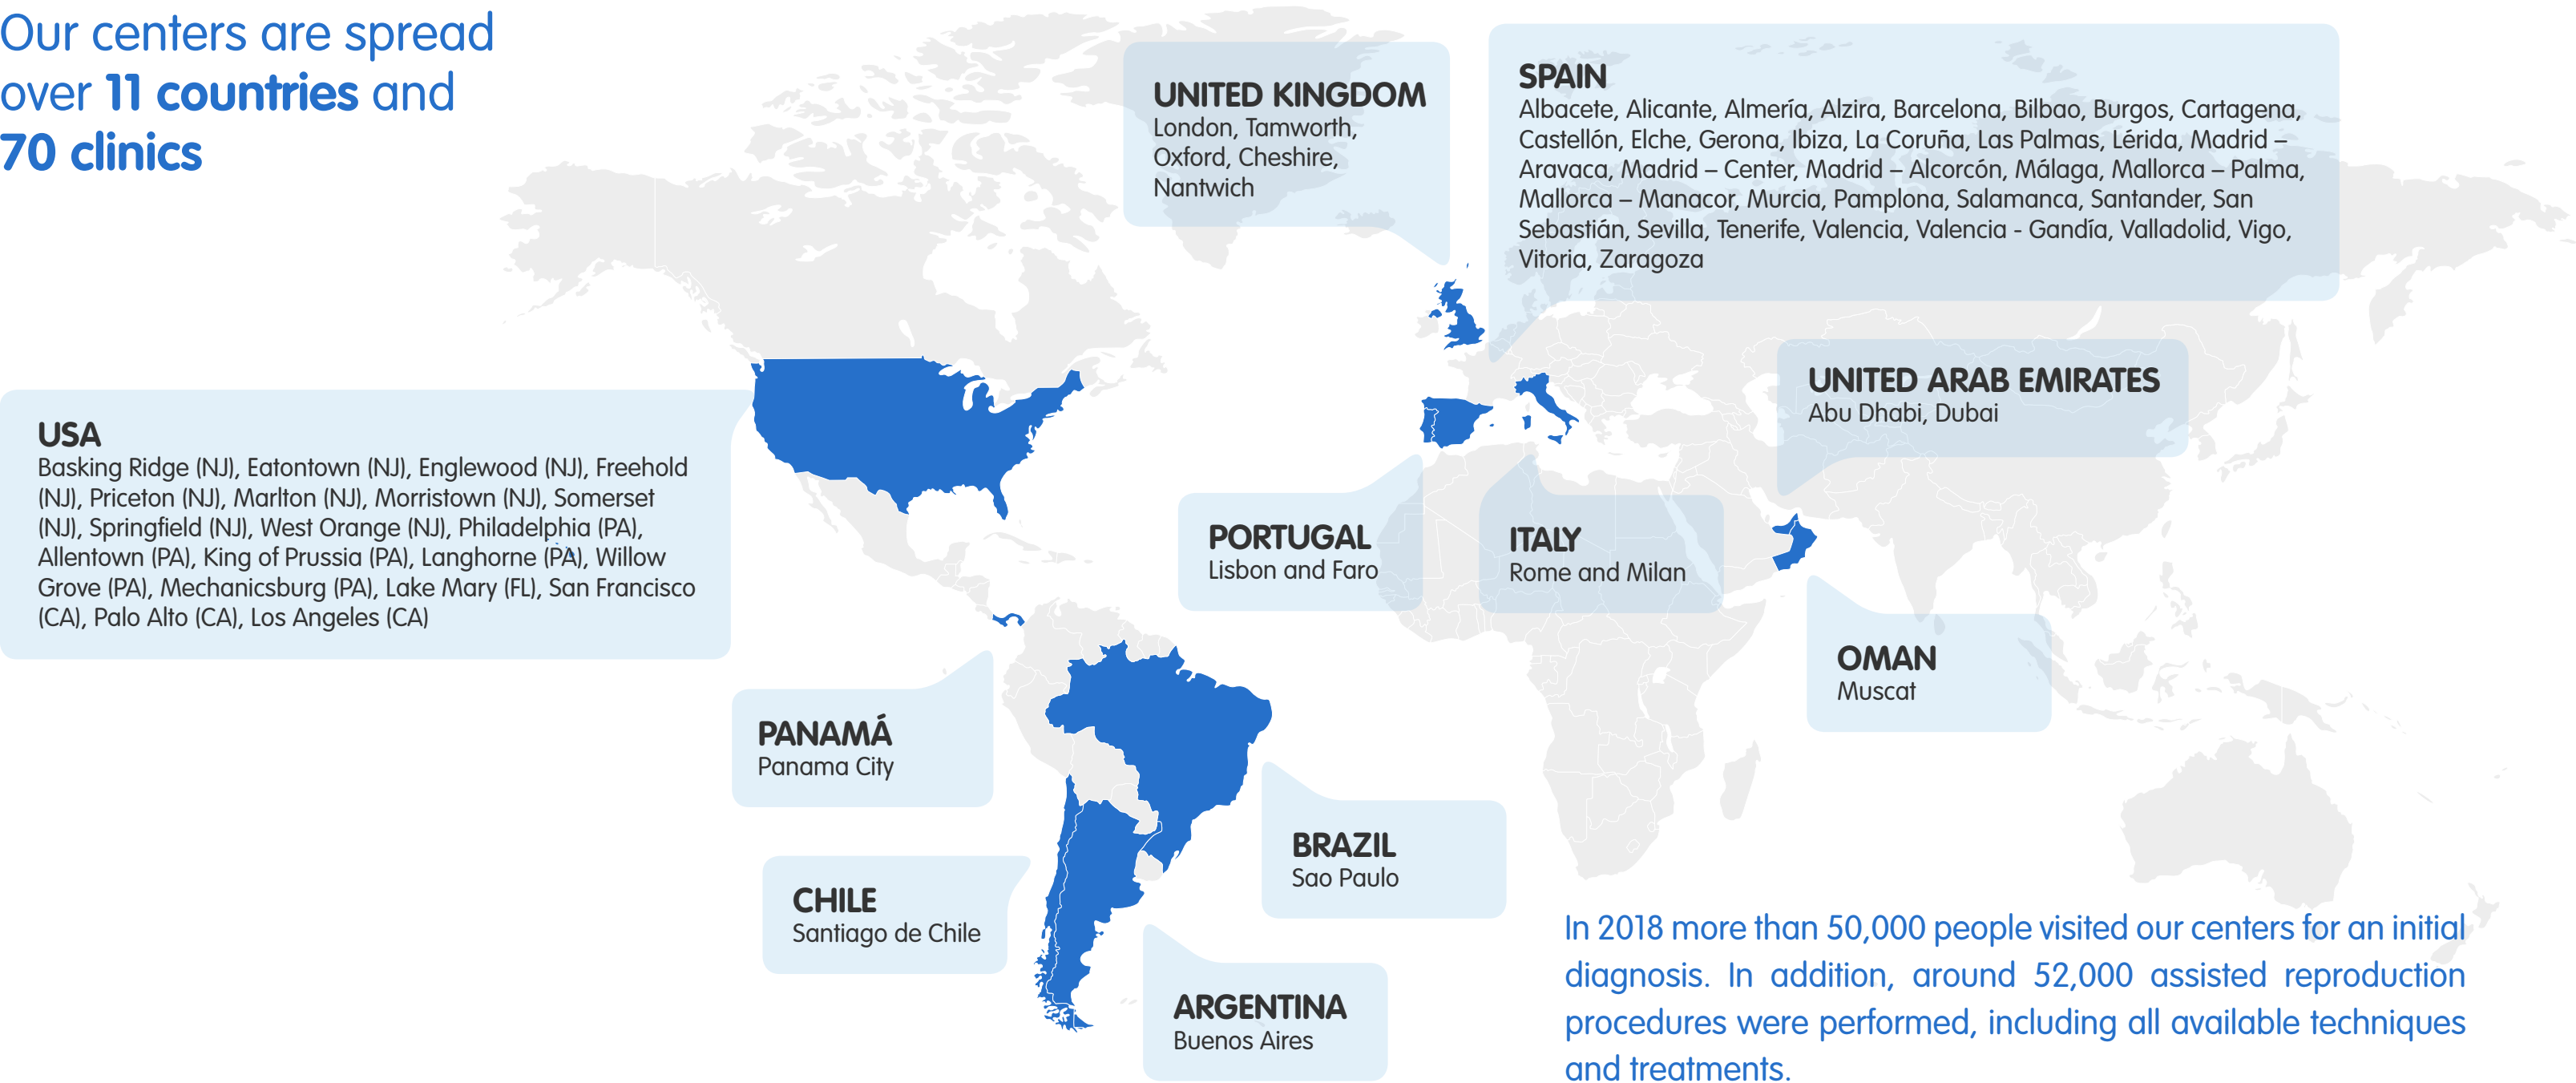 Our centers are spread
over 11 countries and
70 clinics
UNITED KINGDOM
London, Tamworth,
Oxford, Cheshire,
Nantwich
SPAIN
Albacete, Alicante, Almería, Alzira, Barcelona, Bilbao, Burgos, Cartagena,
Castellón, Elche, Gerona, Ibiza, La Coruña, Las Palmas, Lérida, Madrid –
Aravaca, Madrid – Center, Madrid – Alcorcón, Málaga, Mallorca – Palma,
Mallorca – Manacor, Murcia, Pamplona, Salamanca, Santander, San
Sebastián, Sevilla, Tenerife, Valencia, Valencia - Gandía, Valladolid, Vigo,
Vitoria, Zaragoza
UNITED ARAB EMIRATES
Abu Dhabi, Dubai
USA
Basking Ridge (NJ), Eatontown (NJ), Englewood (NJ), Freehold
(NJ), Priceton (NJ), Marlton (NJ), Morristown (NJ), Somerset
(NJ), Springfield (NJ), West Orange (NJ), Philadelphia (PA),
Allentown (PA), King of Prussia (PA), Langhorne (PA), Willow
Grove (PA), Mechanicsburg (PA), Lake Mary (FL), San Francisco
(CA), Palo Alto (CA), Los Angeles (CA)
PORTUGAL
Lisbon and Faro
ITALY
Rome and Milan
OMAN
Muscat
PANAMÁ
Panama City
BRAZIL
Sao Paulo
CHILE
Santiago de Chile
ARGENTINA
Buenos Aires
In 2018 more than 50,000 people visited our centers for an initial
diagnosis. In addition, around 52,000 assisted reproduction
procedures were performed, including all available techniques
and treatments.